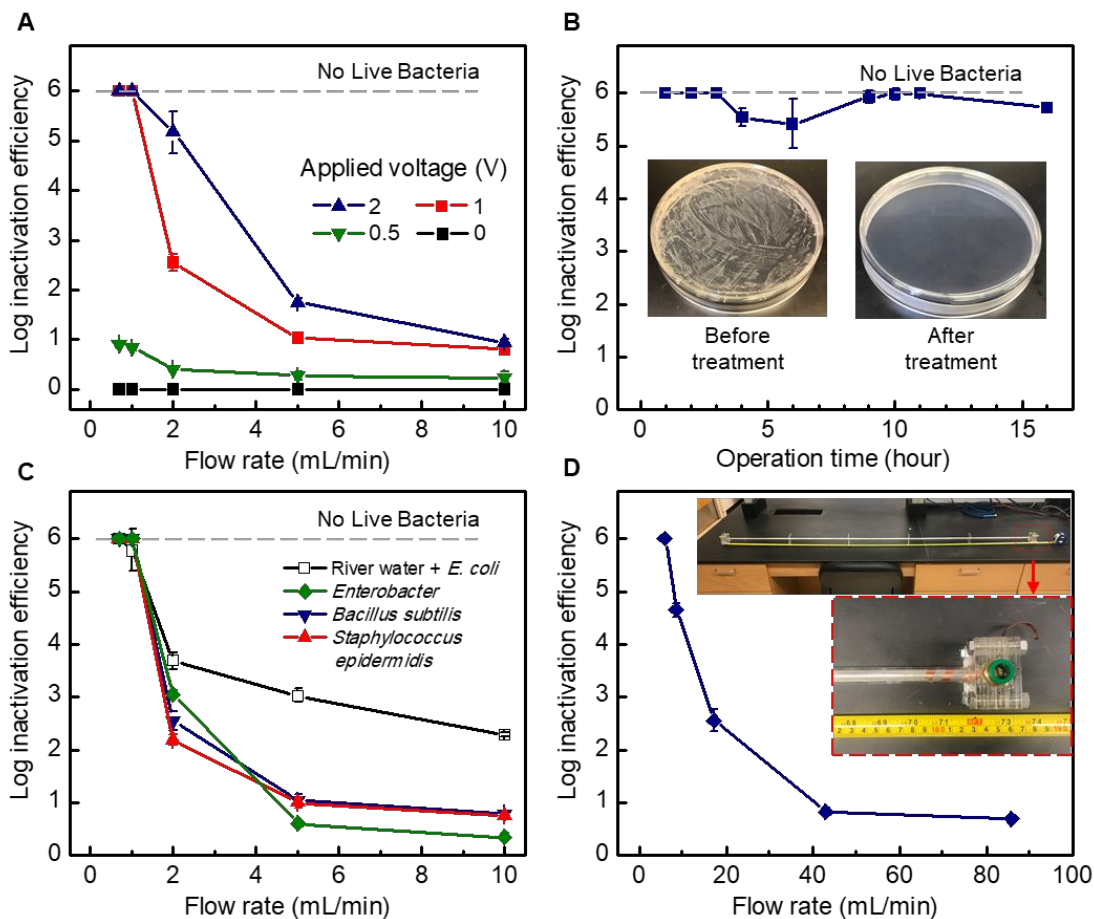 A
Log inactivation efficiency
6
5
4
3
2
1
0
No Live Bacteria
Applied voltage (V)
2
1
0.5
0
0
2
4
6
8
10
Flow rate (mL/min)
B
Log inactivation efficiency
6
5
4
3
2
1
0
No Live Bacteria
Before
treatment
After
treatment
0
5
10
15
Operation time (hour)
C
Log inactivation efficiency
6
5
4
3
2
1
0
No Live Bacteria
River water + E. coli
Enterobacter
Bacillus subtilis
Staphylococcus
epidermidis
0
2
4
6
8
10
Flow rate (mL/min)
D
Log inactivation efficiency
6
5
4
3
2
1
0
0
20
40
60
80
100
Flow rate (mL/min)